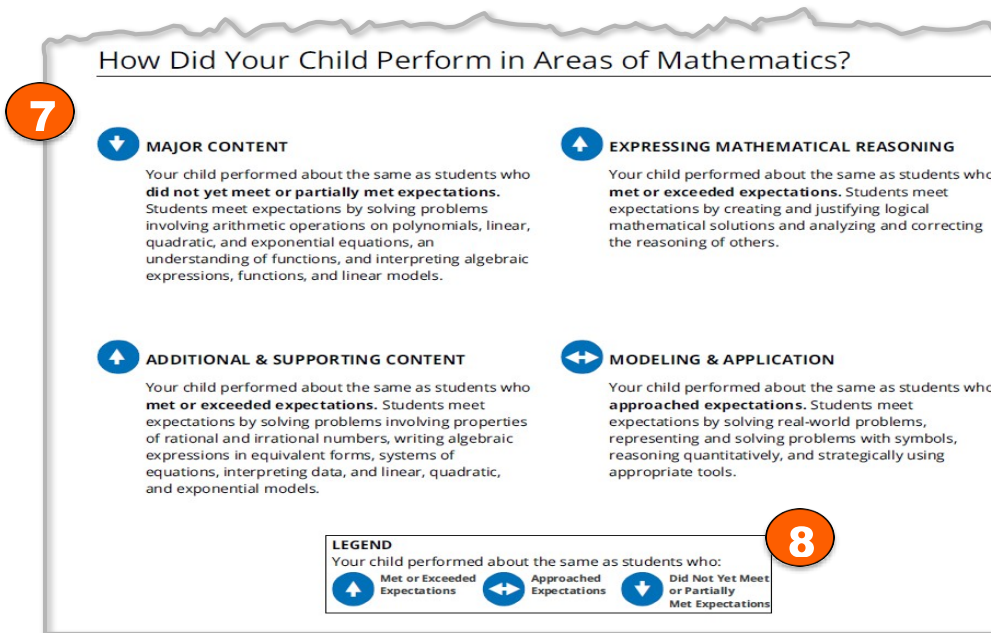 How Did Your Child Perform in Areas of Mathematics?
7
MAJOR CONTENT
Your child performed about the same as students who
did not yet meet or partially met expectations.
Students meet expectations by solving problems
involving arithmetic operations on polynomials, linear,
quadratic, and exponential equations, an
understanding of functions, and interpreting algebraic
expressions, functions, and linear models.
EXPRESSING MATHEMATICAL REASONING
Your child performed about the same as students who
met or exceeded expectations. Students meet
expectations by creating and justifying logical
mathematical solutions and analyzing and correcting
the reasoning of others.
ADDITIONAL & SUPPORTING CONTENT
Your child performed about the same as students who
met or exceeded expectations. Students meet
expectations by solving problems involving properties
of rational and irrational numbers, writing algebraic
expressions in equivalent forms, systems of
equations, interpreting data, and linear, quadratic,
and exponential models.
MODELING & APPLICATION
Your child performed about the same as students who
approached expectations. Students meet
expectations by solving real-world problems,
representing and solving problems with symbols,
reasoning quantitatively, and strategically using
appropriate tools.
8
LEGEND
Your child performed about the same as students who:
Met or Exceeded
Expectations
Approached
Expectations
Did Not Yet Meet
or Partially
Met Expectations